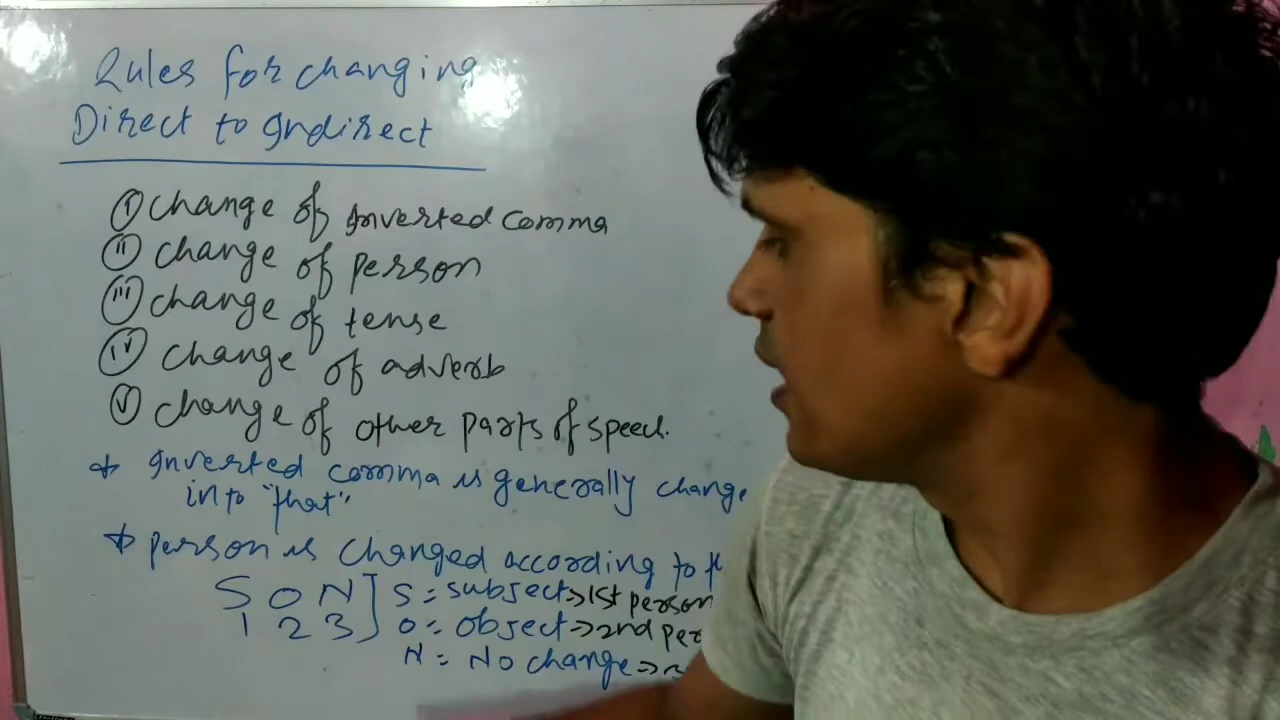 Rules for changing
Direct to Indirect
(i) change of Inverted comma
(ii) change of person
(iii) change of tense
(iv) change of adverb
(v) change of other parts of speech.
* Inverted comma is generally change
into "that"
* person is changed according to
S O N ] S = subject => 1st person
1 2 3 ] O = object => 2nd per
N = No change =>